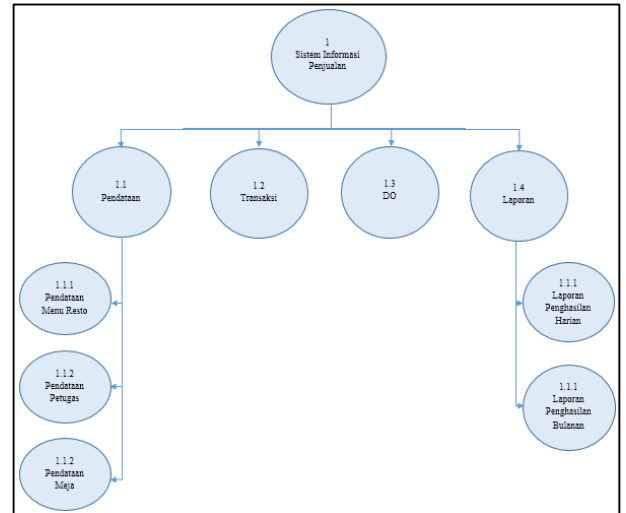 1
Sistem Informasi
Penjualan
1.1
Pendataan
1.2
Transaksi
1.3
DO
1.4
Laporan
1.1.1
Pendataan
Menu Resto
1.1.2
Pendataan
Petugas
1.1.2
Pendataan
Meja
1.1.1
Laporan
Penghasilan
Harian
1.1.1
Laporan
Penghasilan
Bulanan